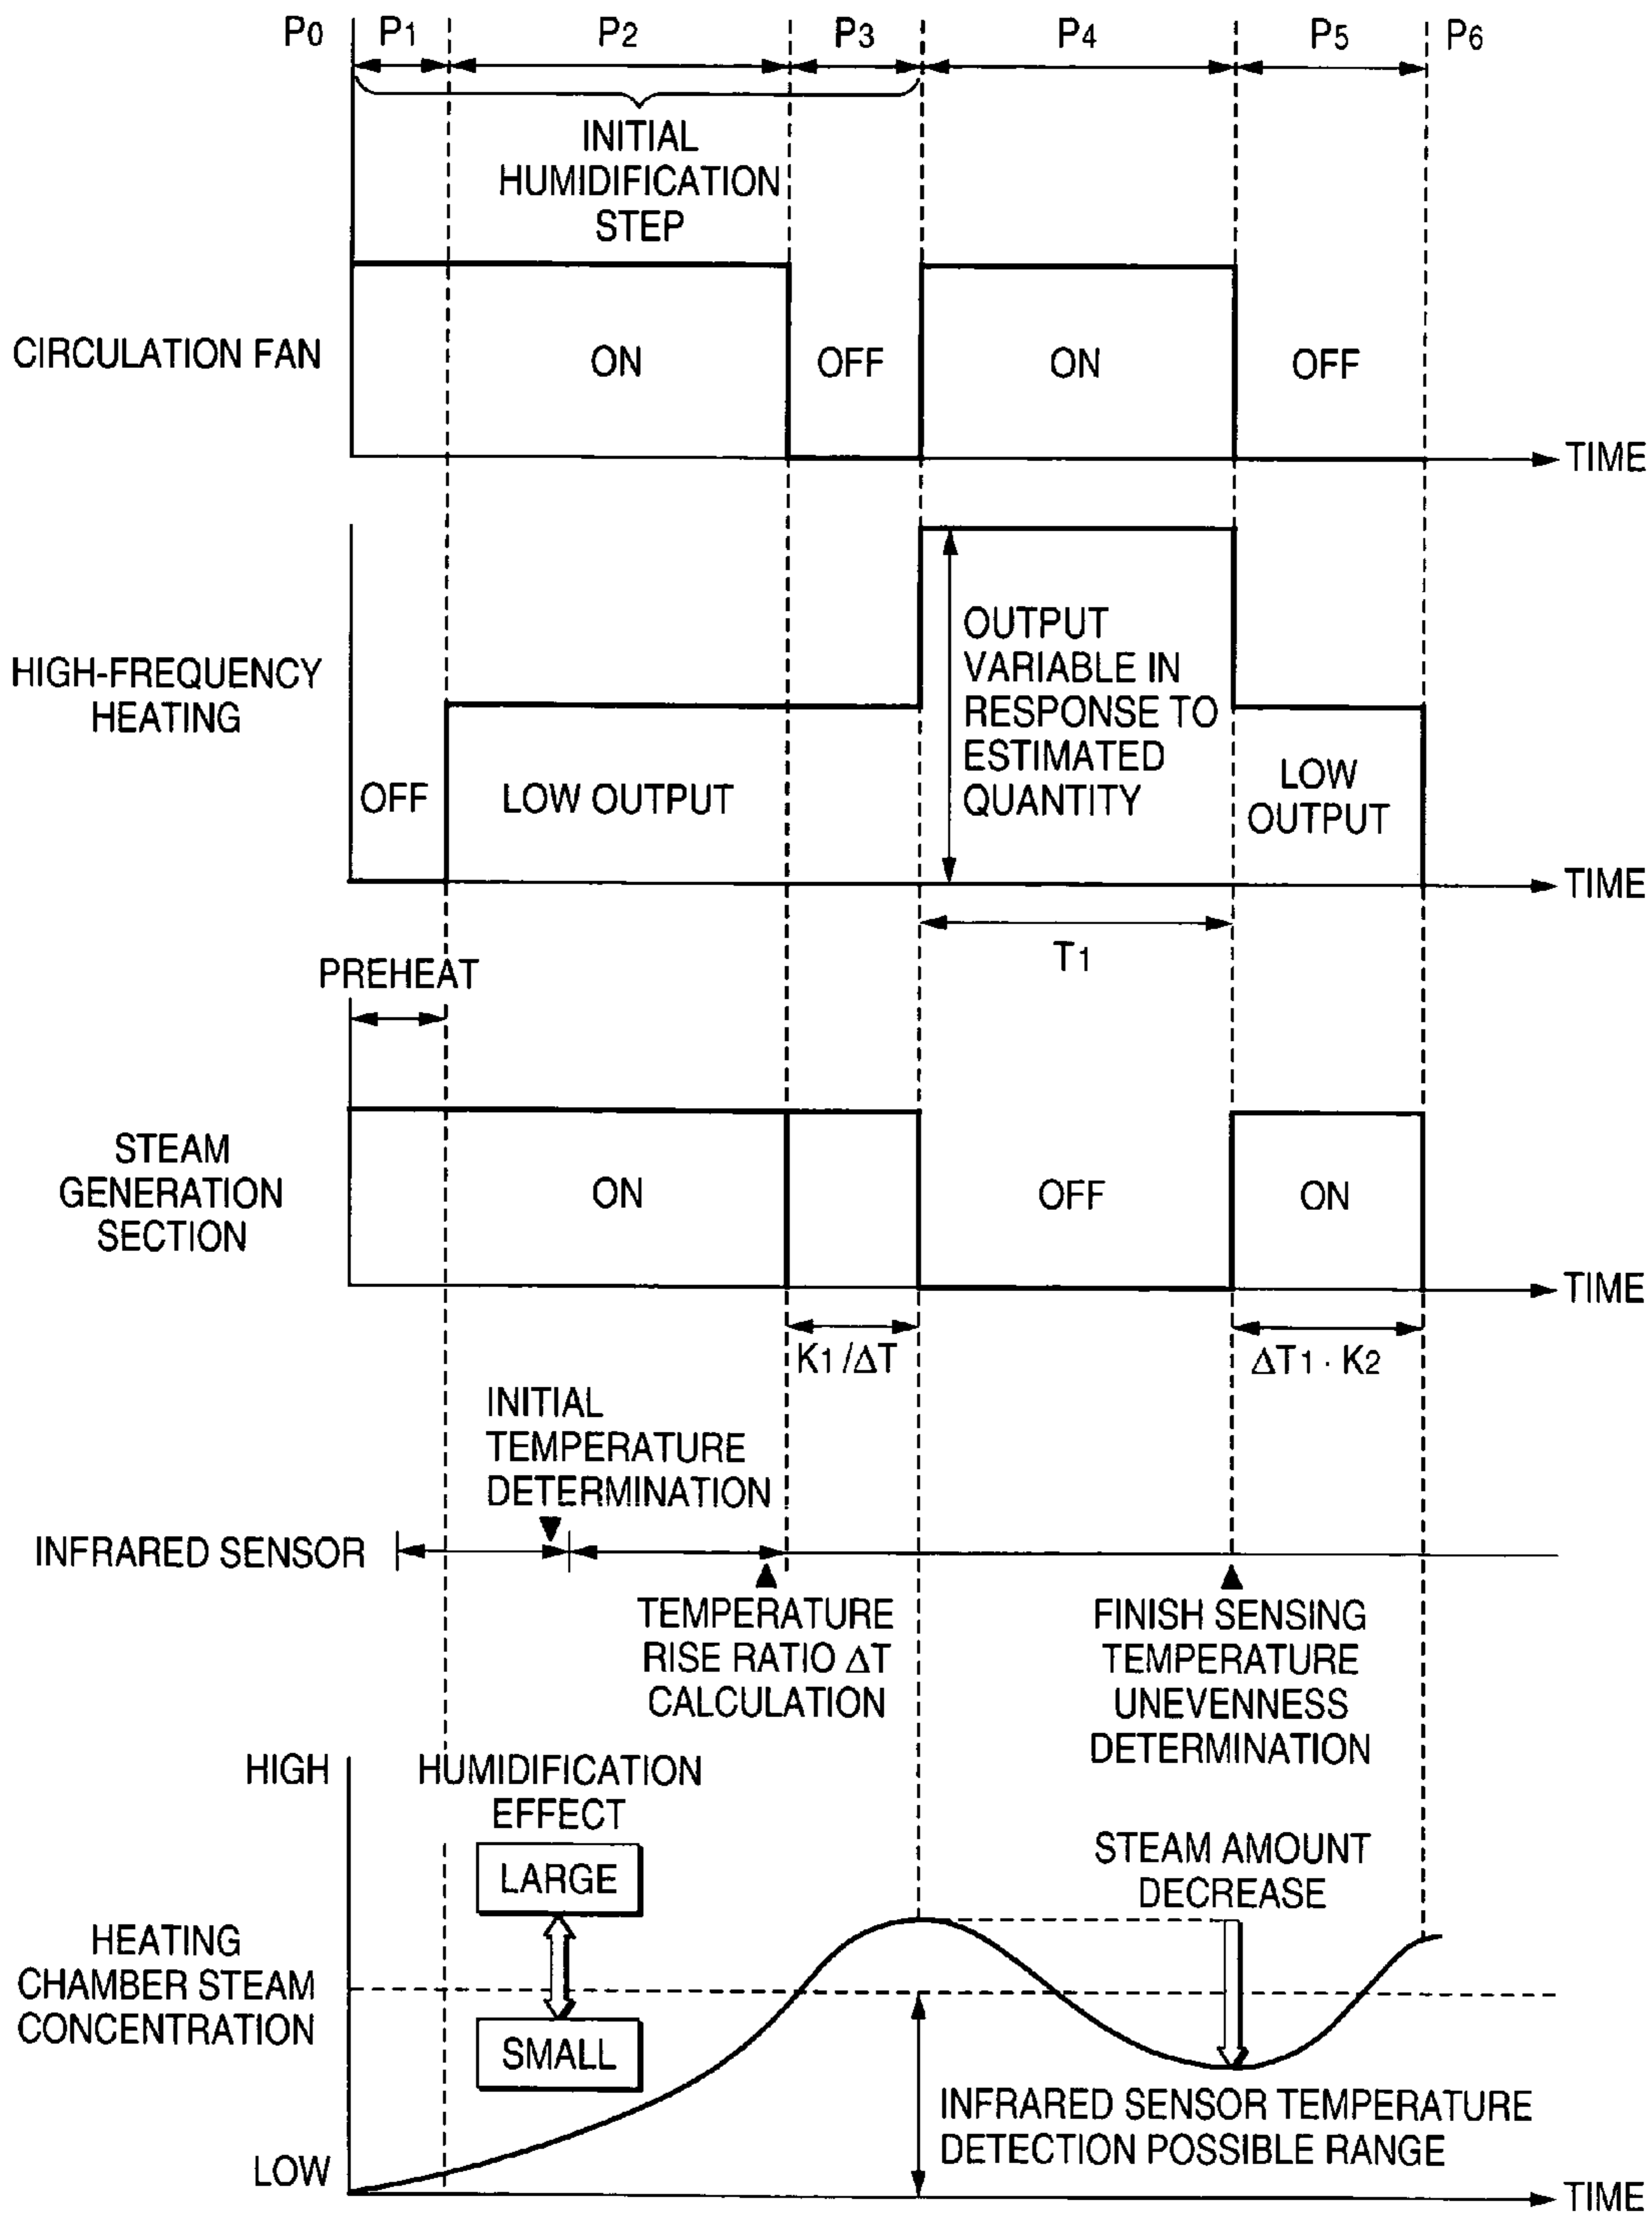 P0 P1 P2 P3 P4 P5 P6
INITIAL
HUMIDIFICATION
STEP
CIRCULATION FAN
ON
OFF
ON
OFF
TIME
HIGH-FREQUENCY
HEATING
OFF
LOW OUTPUT
OUTPUT
VARIABLE IN
RESPONSE TO
ESTIMATED
QUANTITY
LOW
OUTPUT
TIME
T1
PREHEAT
STEAM
GENERATION
SECTION
ON
OFF
ON
TIME
K1/ΔT
ΔT1 · K2
INITIAL
TEMPERATURE
DETERMINATION
INFRARED SENSOR
TEMPERATURE
RISE RATIO ΔT
CALCULATION
FINISH SENSING
TEMPERATURE
UNEVENNESS
DETERMINATION
HIGH
HUMIDIFICATION
EFFECT
LARGE
SMALL
STEAM AMOUNT
DECREASE
HEATING
CHAMBER STEAM
CONCENTRATION
INFRARED SENSOR TEMPERATURE
DETECTION POSSIBLE RANGE
LOW
TIME